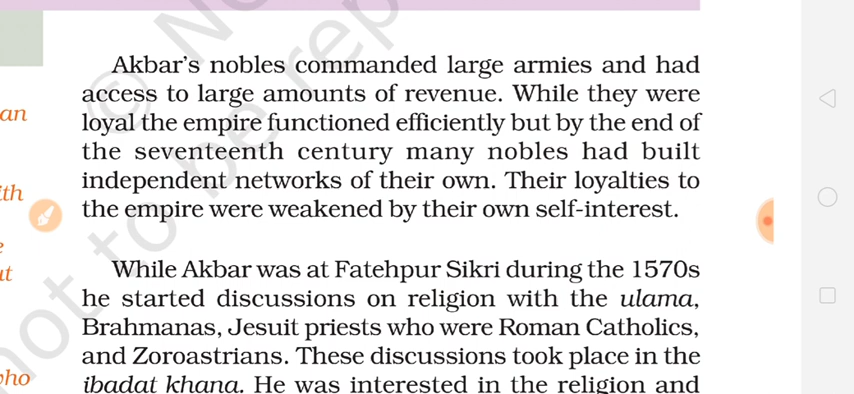 Akbar's nobles commanded large armies and had
access to large amounts of revenue. While they were
loyal the empire functioned efficiently but by the end of
the seventeenth century many nobles had built
independent networks of their own. Their loyalties to
the empire were weakened by their own self-interest.
While Akbar was at Fatehpur Sikri during the 1570s
he started discussions on religion with the ulama,
Brahmanas, Jesuit priests who were Roman Catholics,
and Zoroastrians. These discussions took place in the
ibadat khana. He was interested in the religion and